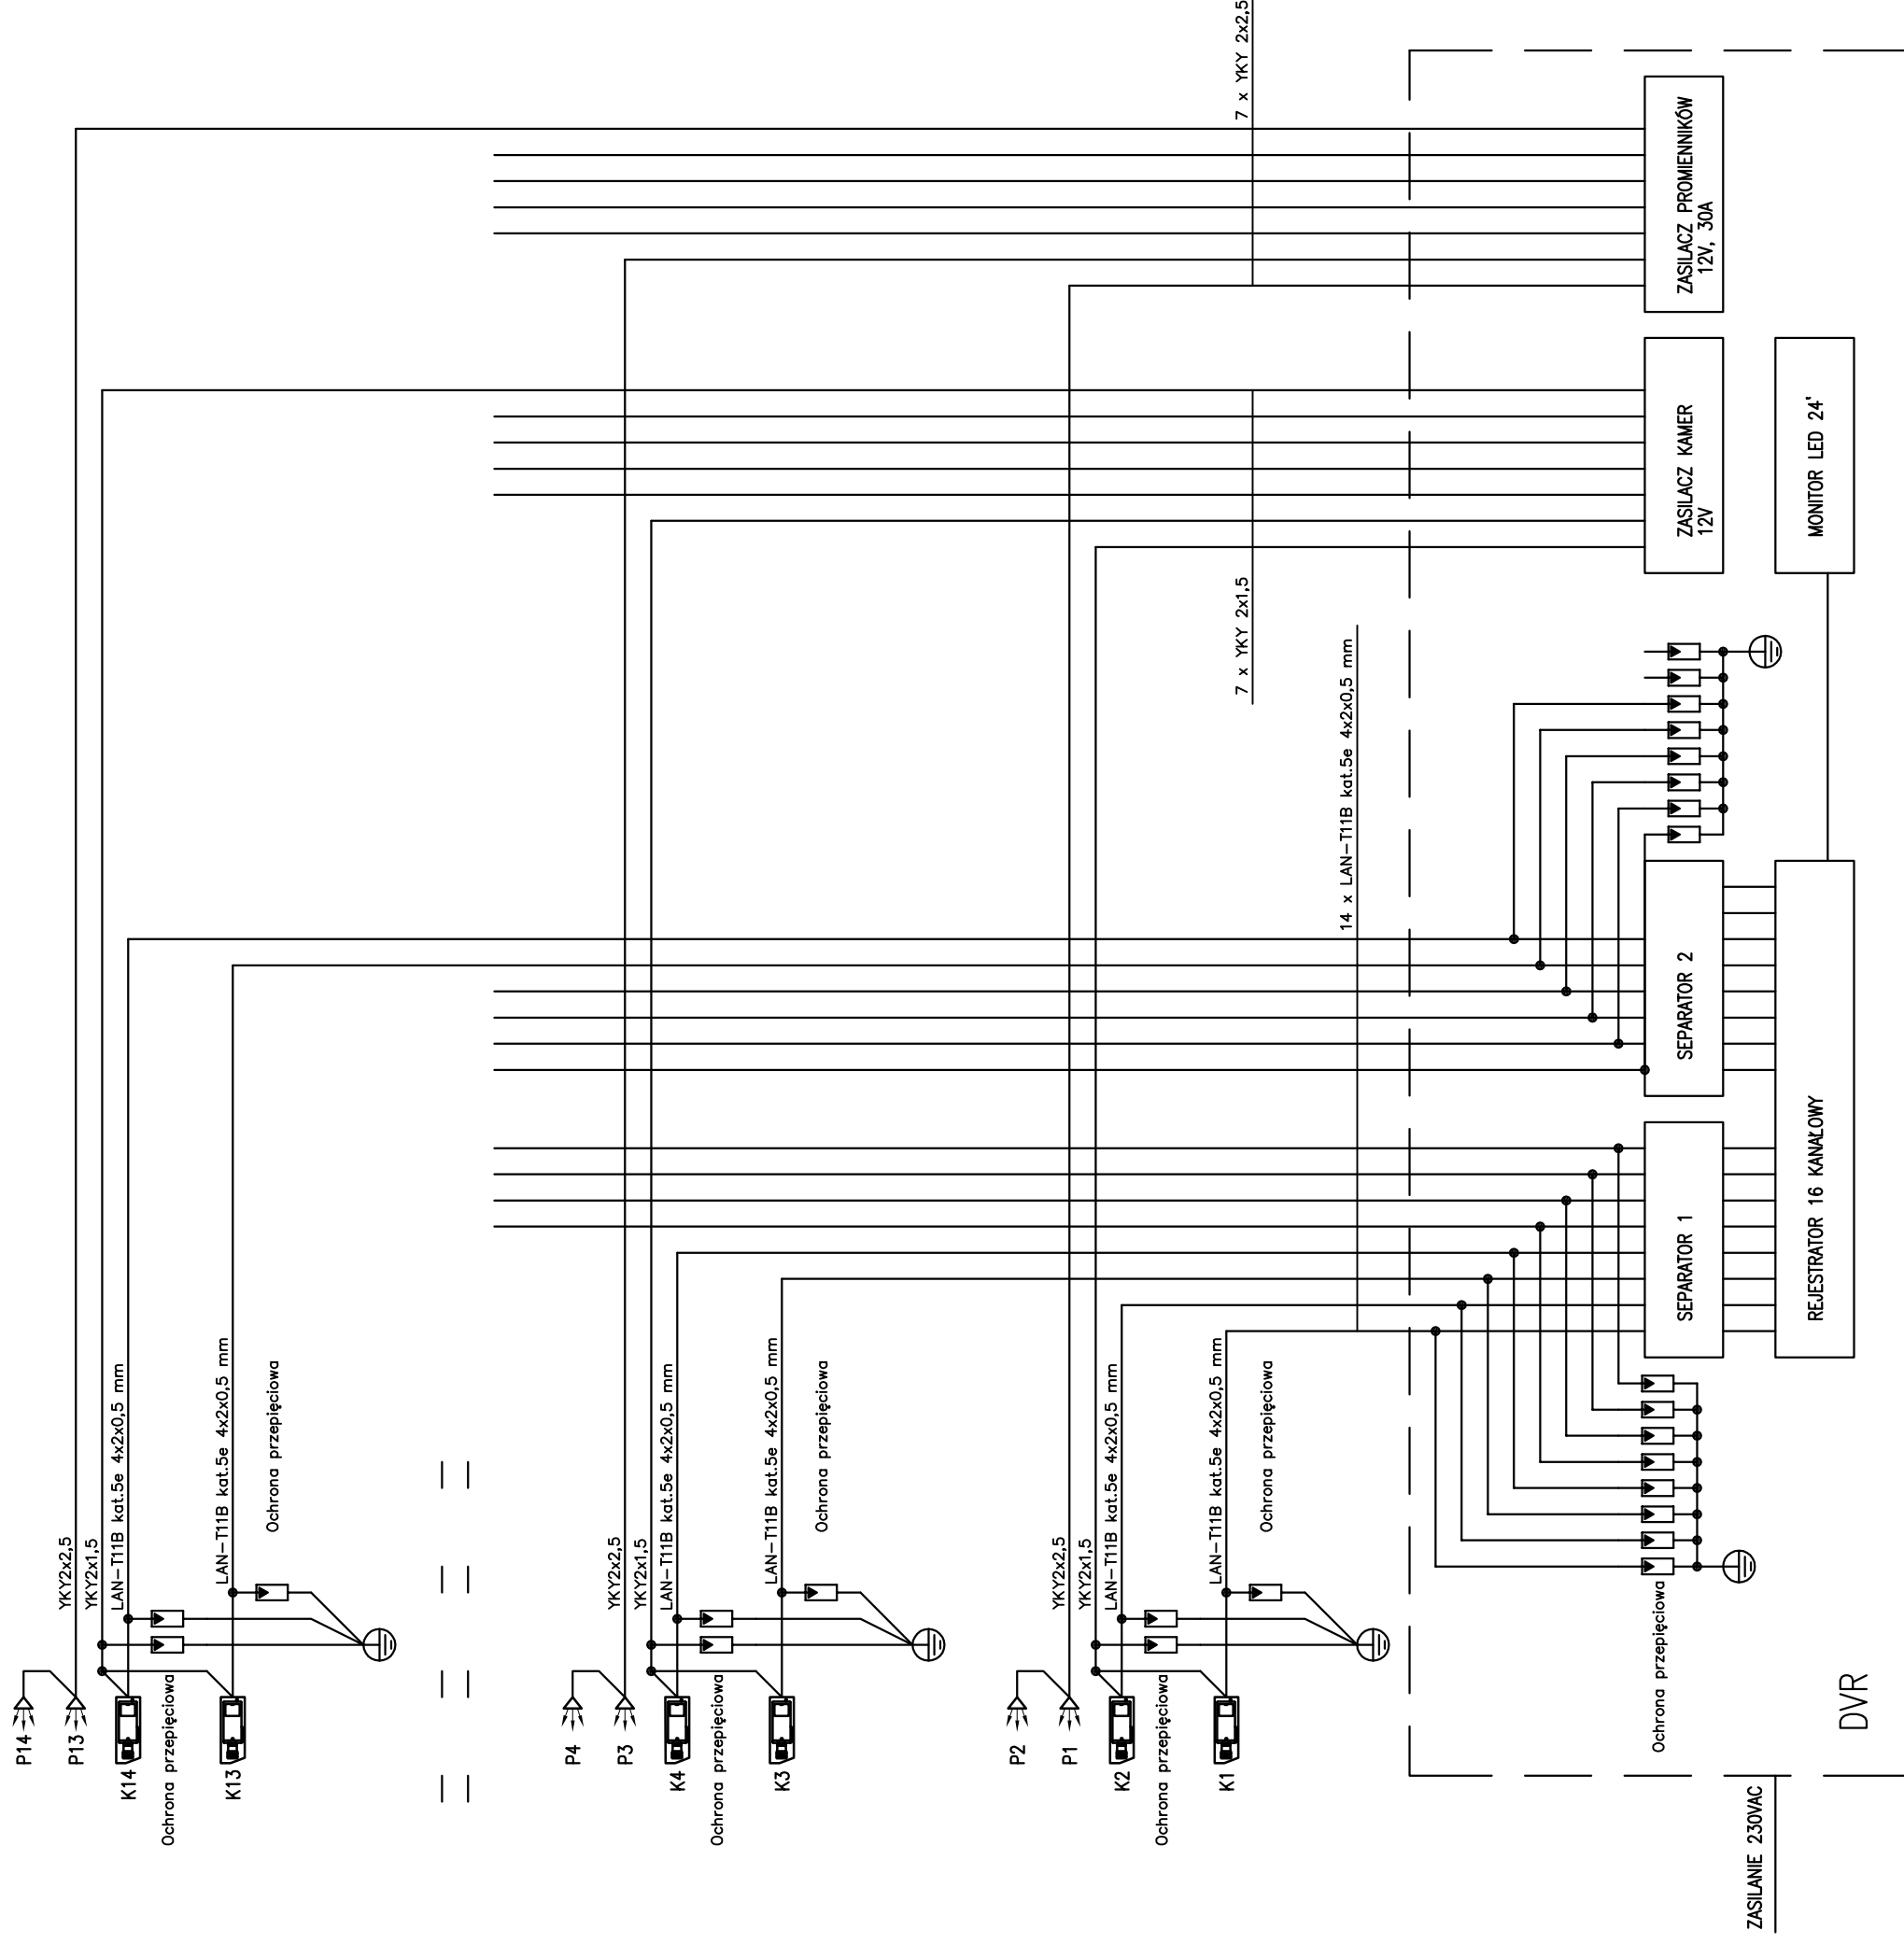 P14
P13
K14
K13
YKY2x2,5
YKY2x1,5
LAN-T11B kat.5e 4x2x0,5 mm
LAN-T11B kat.5e 4x2x0,5 mm
Ochrona przepięciowa
Ochrona przepięciowa
P4
P3
K4
K3
YKY2x2,5
YKY2x1,5
LAN-T11B kat.5e 4x2x0,5 mm
LAN-T11B kat.5e 4x2x0,5 mm
Ochrona przepięciowa
Ochrona przepięciowa
P2
P1
K2
K1
YKY2x2,5
YKY2x1,5
LAN-T11B kat.5e 4x2x0,5 mm
LAN-T11B kat.5e 4x2x0,5 mm
Ochrona przepięciowa
Ochrona przepięciowa
7 x YKY 2x1,5
7 x YKY 2x2,5
14 x LAN-T11B kat.5e 4x2x0,5 mm
Ochrona przepięciowa
SEPARATOR 1
SEPARATOR 2
ZASILACZ KAMER
12V
ZASILACZ PROMIENNIKÓW
12V, 30A
REJESTRATOR 16 KANAŁOWY
MONITOR LED 24'
DVR
ZASILANIE 230VAC